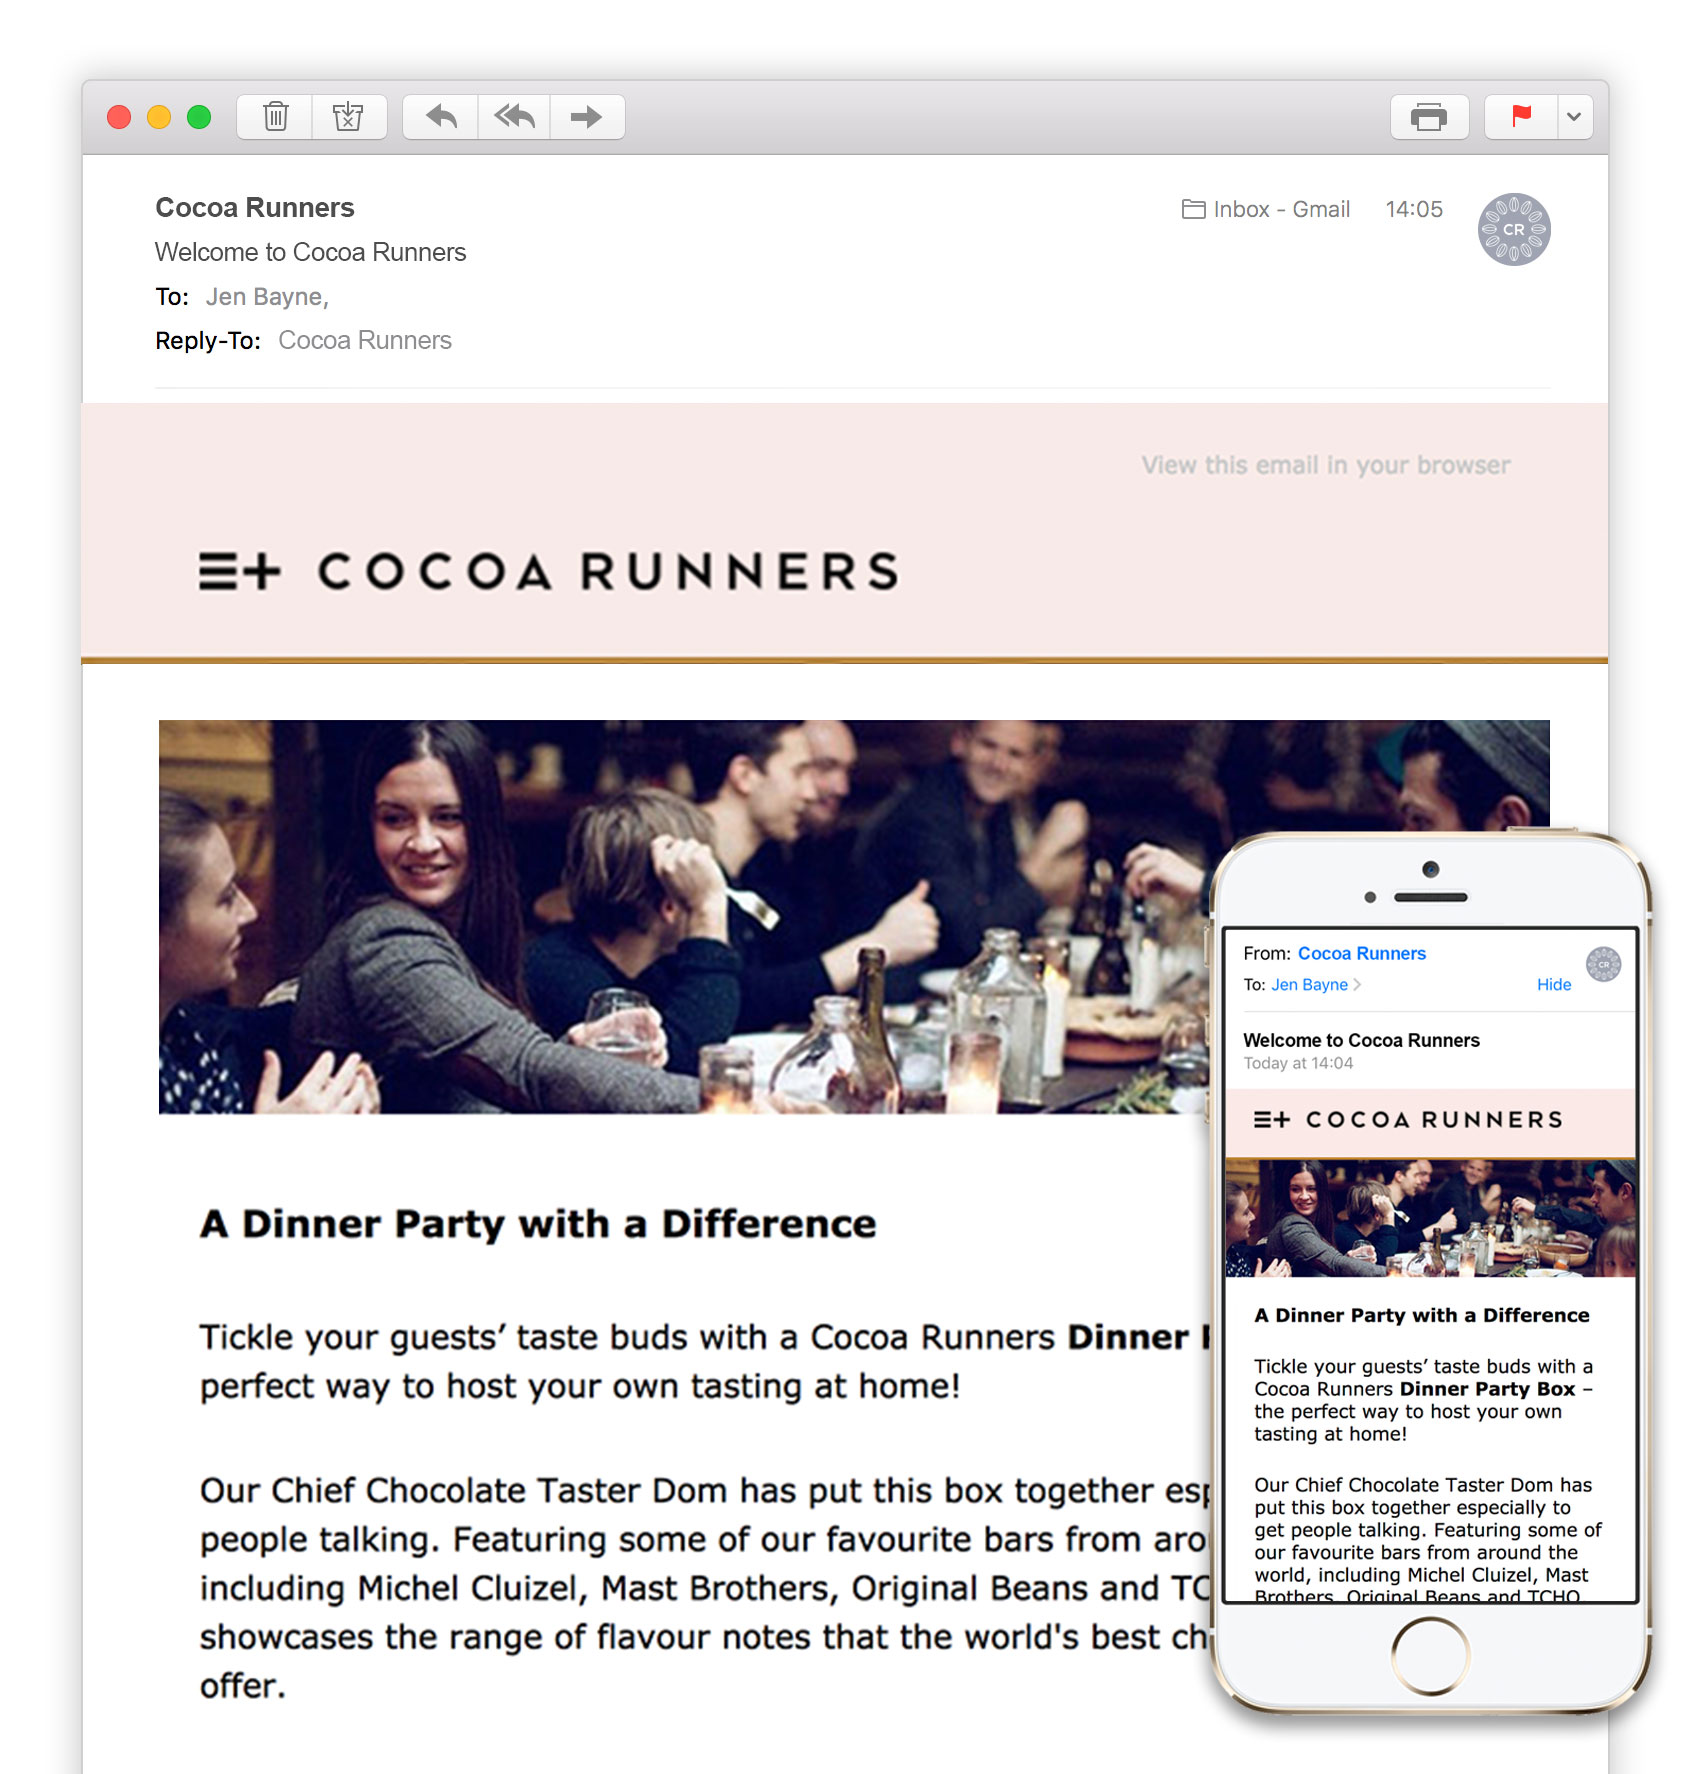 Cocoa Runners
Inbox - Gmail 14:05
CR
Welcome to Cocoa Runners
To: Jen Bayne,
Reply-To: Cocoa Runners
View this email in your browser
COCOA RUNNERS
A Dinner Party with a Difference
Tickle your guests’ taste buds with a Cocoa Runners Dinner
perfect way to host your own tasting at home!
Our Chief Chocolate Taster Dom has put this box together
people talking. Featuring some of our favourite bars from
including Michel Cluizel, Mast Brothers, Original Beans and
showcases the range of flavour notes that the world's best
offer.
From: Cocoa Runners
CR
To: Jen Bayne
Hide
Welcome to Cocoa Runners
Today at 14:04
COCOA RUNNERS
A Dinner Party with a Difference
Tickle your guests’ taste buds with a
Cocoa Runners Dinner Party Box –
the perfect way to host your own
tasting at home!
Our Chief Chocolate Taster Dom has
put this box together especially to
get people talking. Featuring some of
our favourite bars from around the
world, including Michel Cluizel, Mast
Brothers, Original Beans and TCHO,